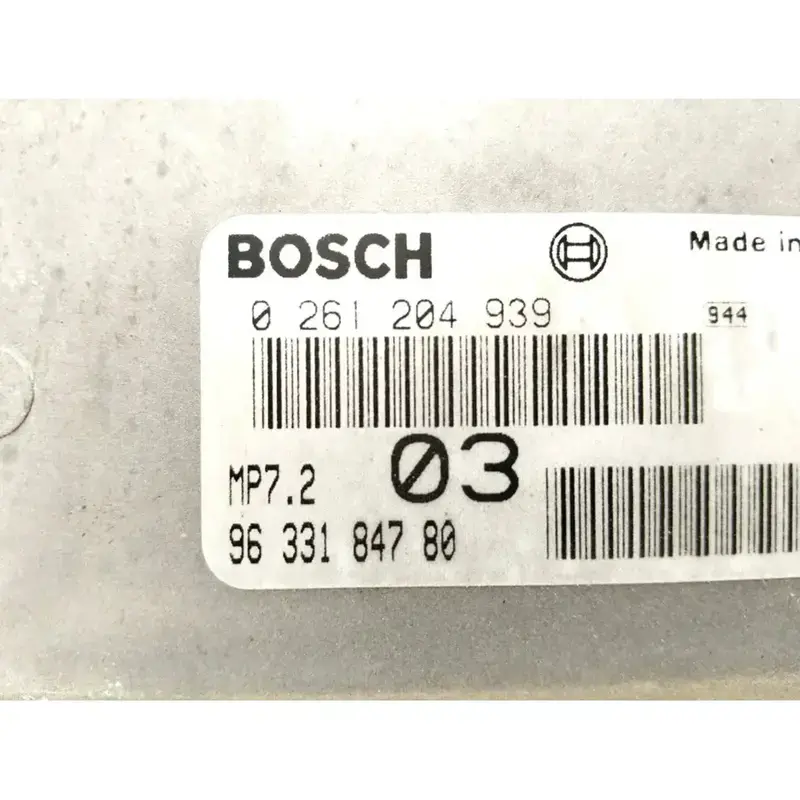 BOSCH Made in
0 261 204 939 944
MP7.2 03
96 331 847 80